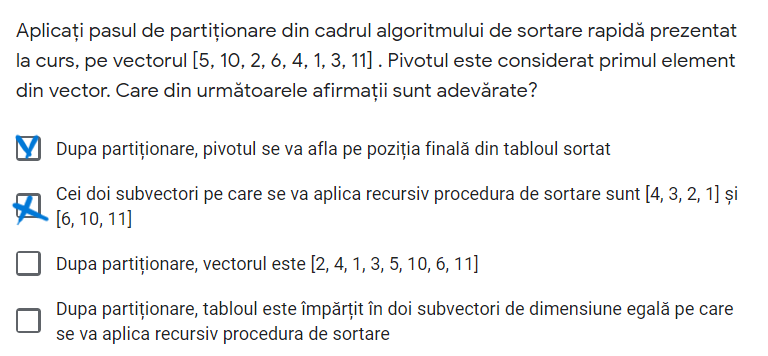 Aplicați pasul de partiționare din cadrul algoritmului de sortare rapidă prezentat
la curs, pe vectorul [5, 10, 2, 6, 4, 1, 3, 11] . Pivotul este considerat primul element
din vector. Care din următoarele afirmații sunt adevărate?
Dupa partiționare, pivotul se va afla pe poziția finală din tabloul sortat
Cei doi subvectori pe care se va aplica recursiv procedura de sortare sunt [4, 3, 2, 1] și
[6, 10, 11]
Dupa partiționare, vectorul este [2, 4, 1, 3, 5, 10, 6, 11]
Dupa partiționare, tabloul este împărțit în doi subvectori de dimensiune egală pe care
se va aplica recursiv procedura de sortare